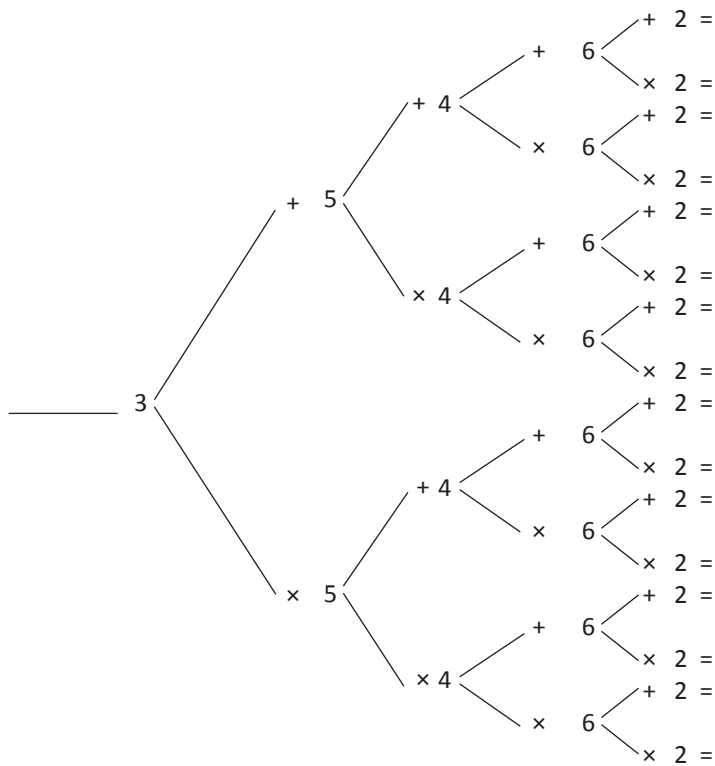 + 2 =
+ 6
× 2 =
+ 4
+ 2 =
× 6
× 2 =
+ 5
+ 2 =
+ 6
× 2 =
× 4
+ 2 =
× 6
× 2 =
3
+ 2 =
+ 6
× 2 =
+ 4
+ 2 =
× 6
× 2 =
× 5
+ 2 =
+ 6
× 2 =
× 4
+ 2 =
× 6
× 2 =